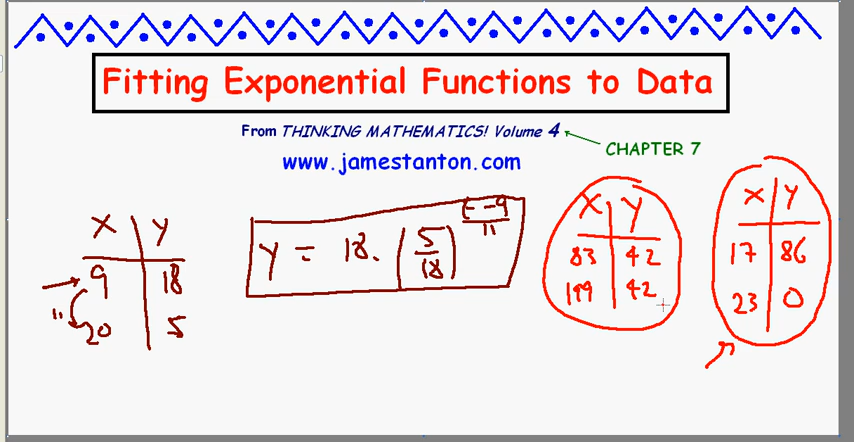 Fitting Exponential Functions to Data
From THINKING MATHEMATICS! Volume 4
CHAPTER 7
www.jamestanton.com
X Y
9 18
11
20 5
Y = 18 · (5/18)^(t-9)/11
X Y
83 42
199 42
X Y
17 86
23 0